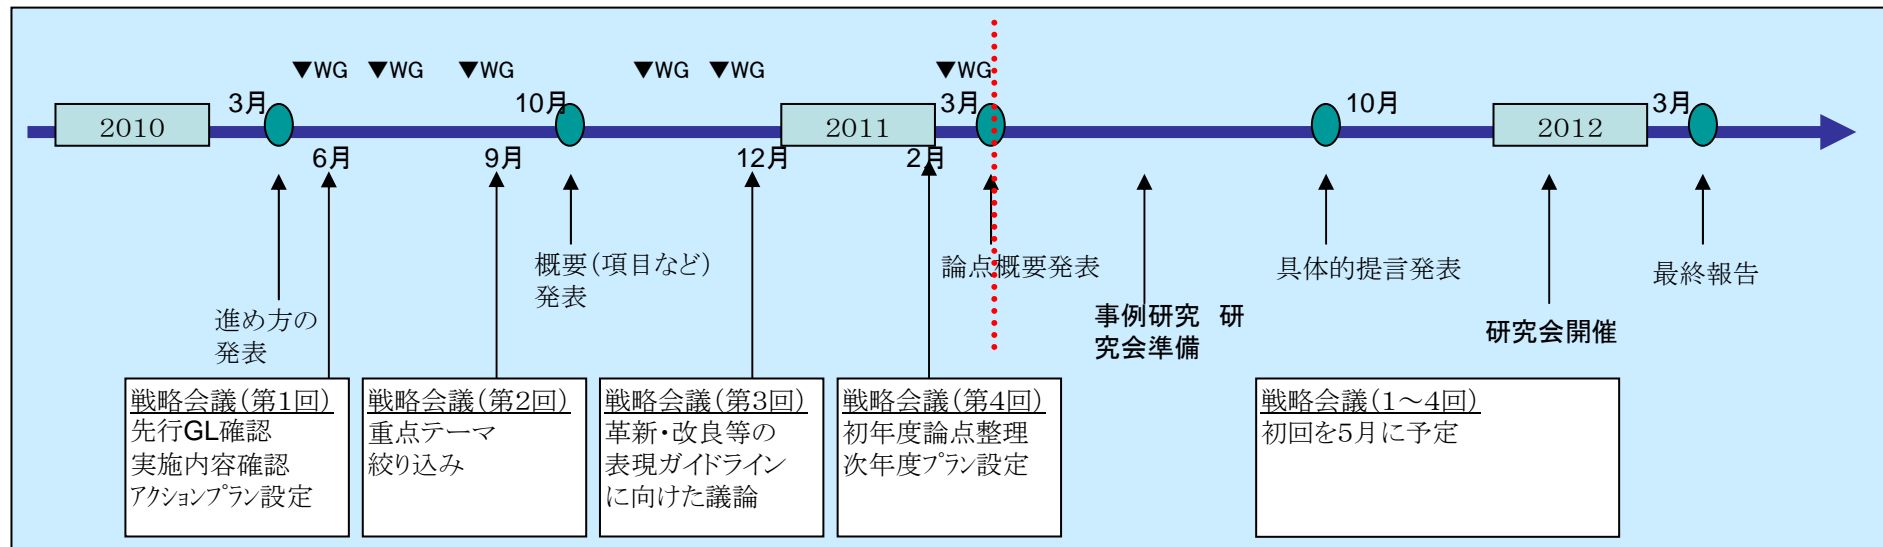 ▼WG ▼WG ▼WG ▼WG ▼WG ▼WG
3月 10月 3月 10月 3月
2010 2011 2012
6月 9月 12月 2月
進め方の
発表
概要(項目など)
発表
論点概要発表
事例研究 研
究会準備
具体的提言発表
研究会開催
最終報告
戦略会議(第1回)
先行GL確認
実施内容確認
アクションプラン設定
戦略会議(第2回)
重点テーマ
絞り込み
戦略会議(第3回)
革新・改良等の
表現ガイドライン
に向けた議論
戦略会議(第4回)
初年度論点整理
次年度プラン設定
戦略会議(1~4回)
初回を5月に予定